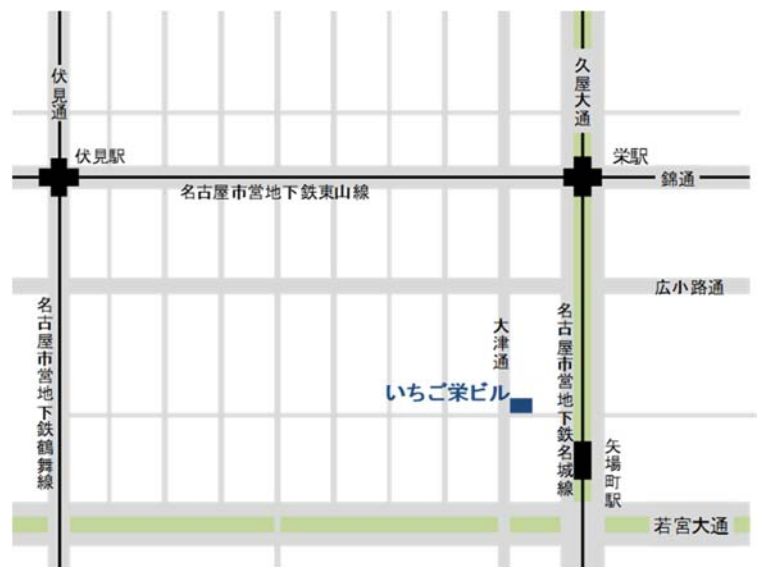 伏見通
久屋大通
伏見駅
栄駅
名古屋市営地下鉄東山線
錦通
広小路通
名古屋市営地下鉄鶴舞線
大津通
名古屋市営地下鉄名城線
いちご栄ビル
矢場町駅
若宮大通